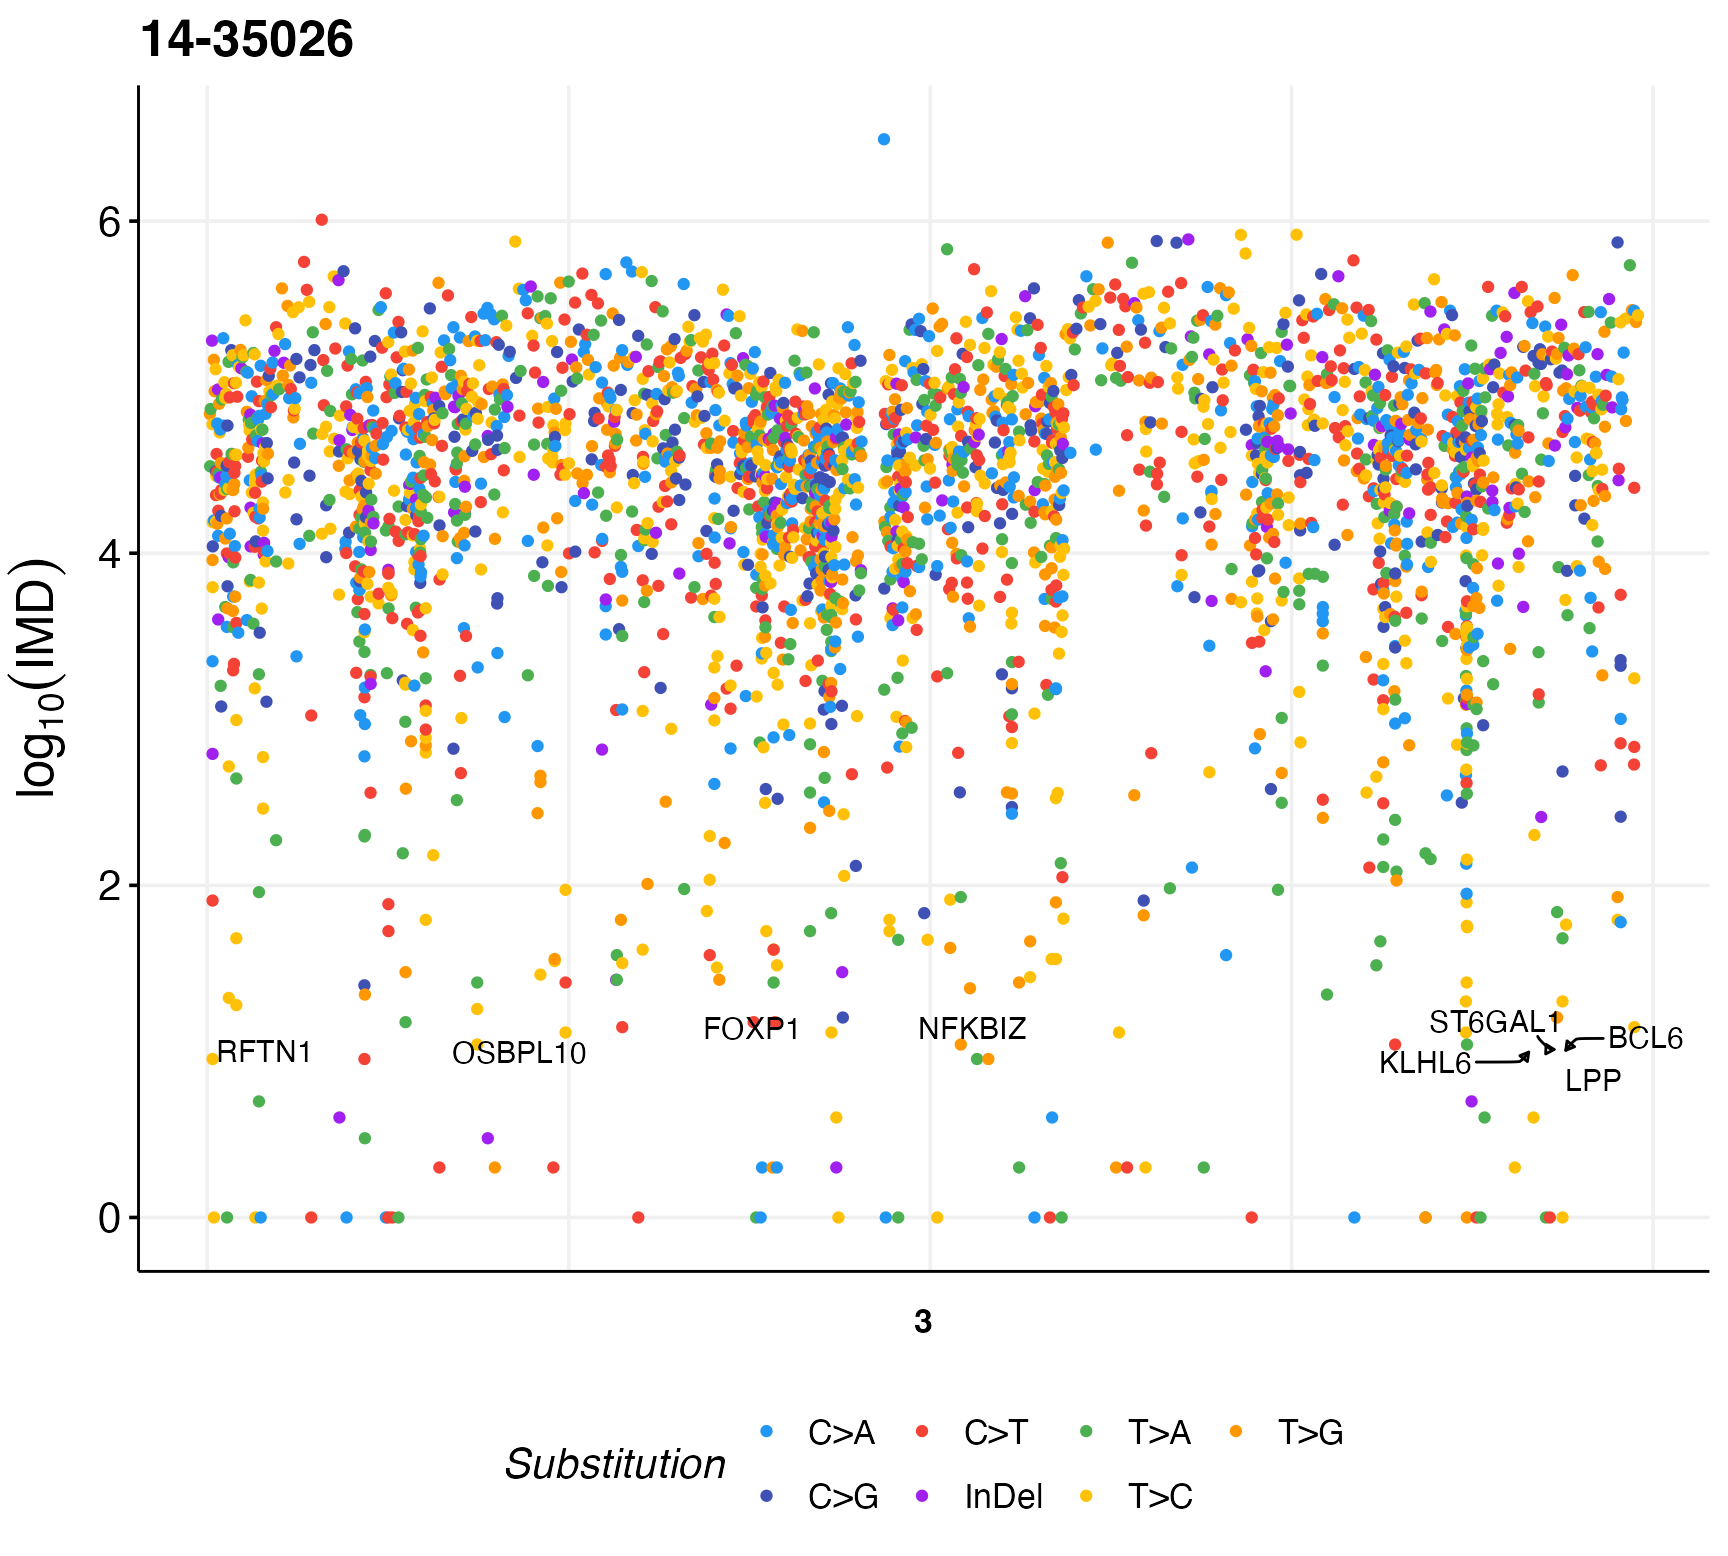 14-35026
log10(IMD)
6
4
2
0
RFTN1
OSBPL10
FOXP1
NFKBIZ
ST6GAL1
BCL6
KLHL6
LPP
3
Substitution
C>A
C>T
T>A
T>G
C>G
InDel
T>C